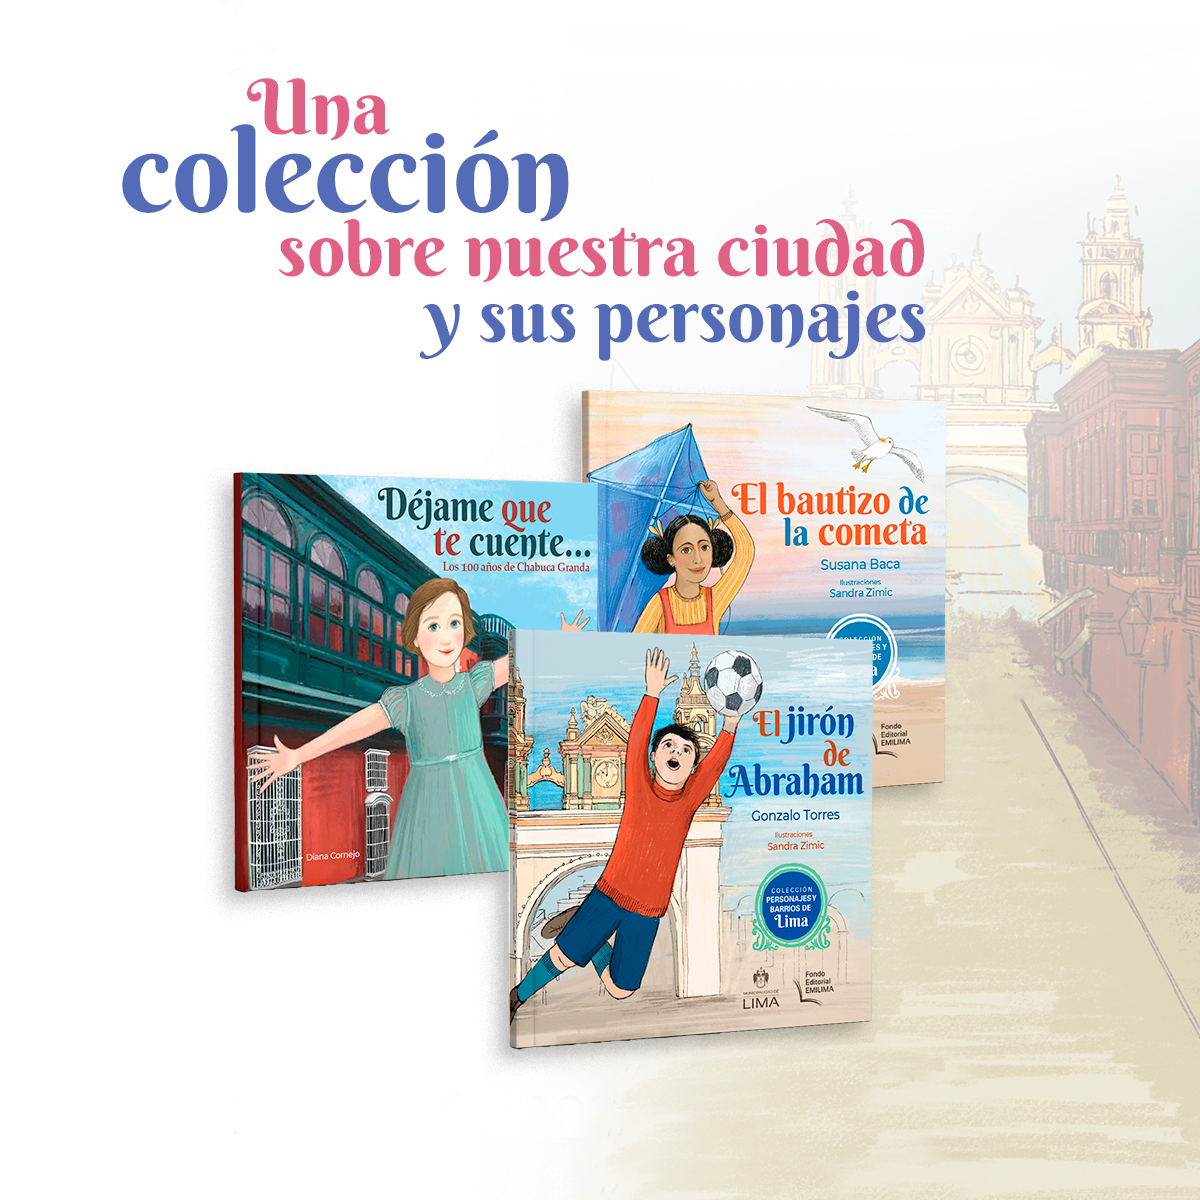 Una
colección
sobre nuestra ciudad
y sus personajes
Déjame que
te cuente...
Los 100 años de Chabuca Granda
Diana Cornejo
El bautizo de
la cometa
Susana Baca
Ilustraciones
Sandra Zimic
COLECCIÓN
Fondo
Editorial
EMILIMA
El jirón
de
Abraham
Gonzalo Torres
Ilustraciones
Sandra Zimic
COLECCIÓN
PERSONAJES Y
BARRIOS DE
Lima
MUNICIPALIDAD DE
LIMA
Fondo
Editorial
EMILIMA